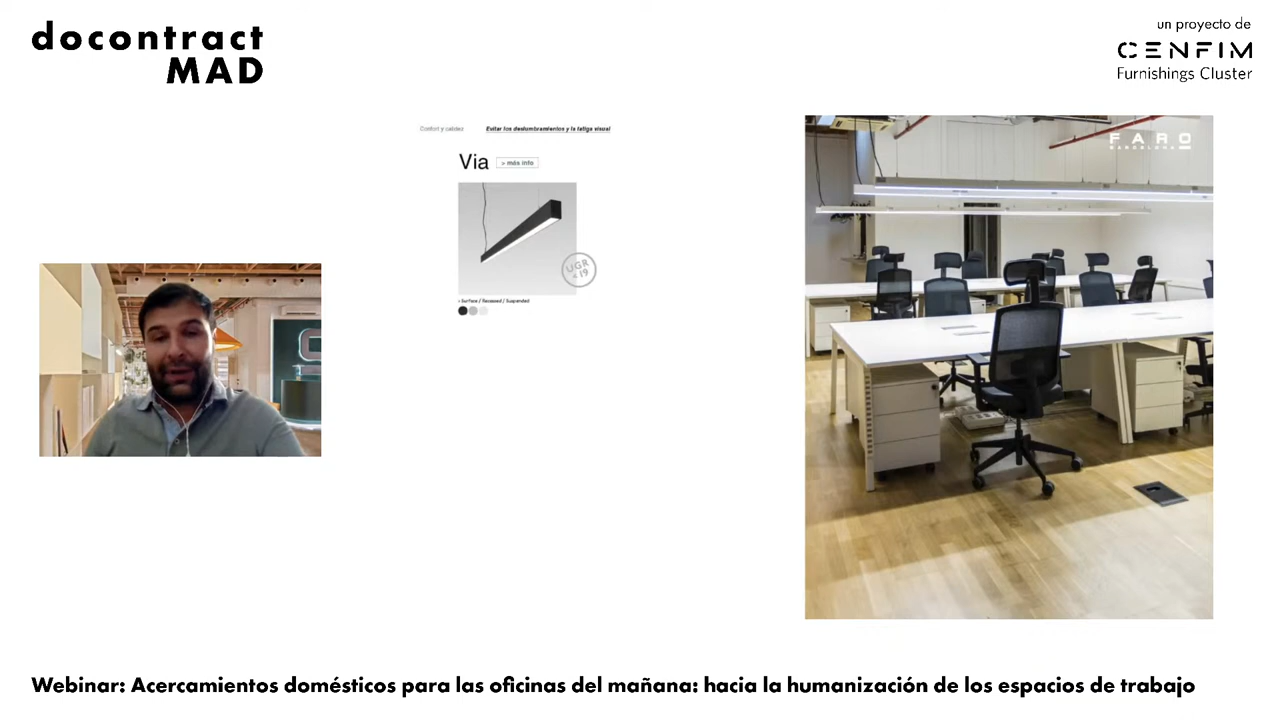 docontract
MAD
un proyecto de
CENFIM
Furnishings Cluster
Confort y calidez
Evitar los deslumbramientos y la fatiga visual
Via
> más info
UGR
< 19
› Surface / Recessed / Suspended
FARO
BARCELONA
Webinar: Acercamientos domésticos para las oficinas del mañana: hacia la humanización de los espacios de trabajo